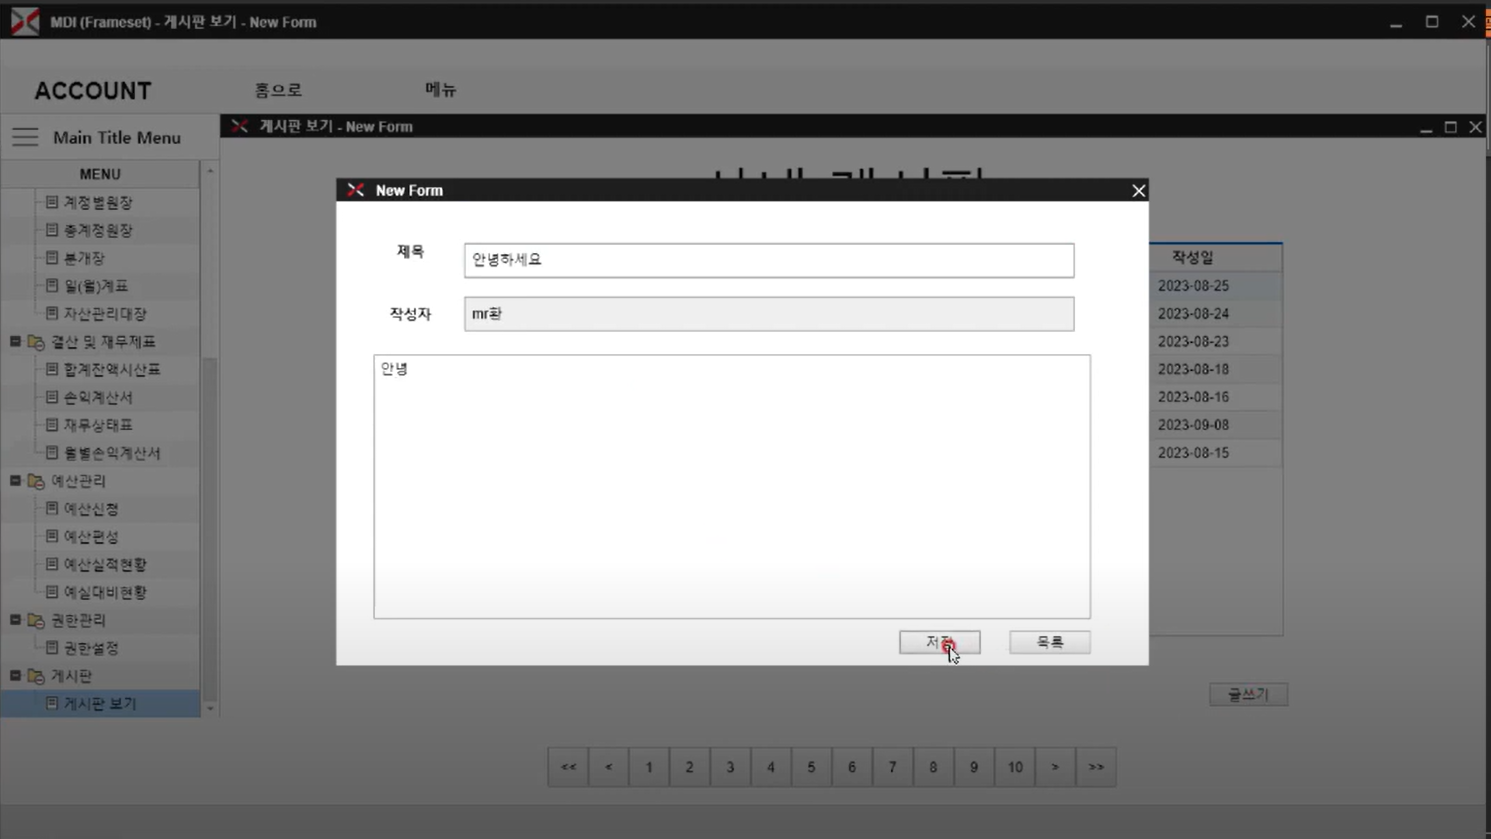 MDI (Frameset) - 게시판 보기 - New Form
ACCOUNT 홈으로 메뉴
Main Title Menu
게시판 보기 - New Form
MENU
계정별원장
총계정원장
분개장
일(월)계표
자산관리대장
결산 및 재무제표
합계잔액시산표
손익계산서
재무상태표
월별손익계산서
예산관리
예산신청
예산편성
예산실적현황
예실대비현황
권한관리
권한설정
게시판
게시판 보기
New Form
제목 안녕하세요
작성자 mr환
안녕
목록
작성일
2023-08-25
2023-08-24
2023-08-23
2023-08-18
2023-08-16
2023-09-08
2023-08-15
글쓰기
<< < 1 2 3 4 5 6 7 8 9 10 > >>